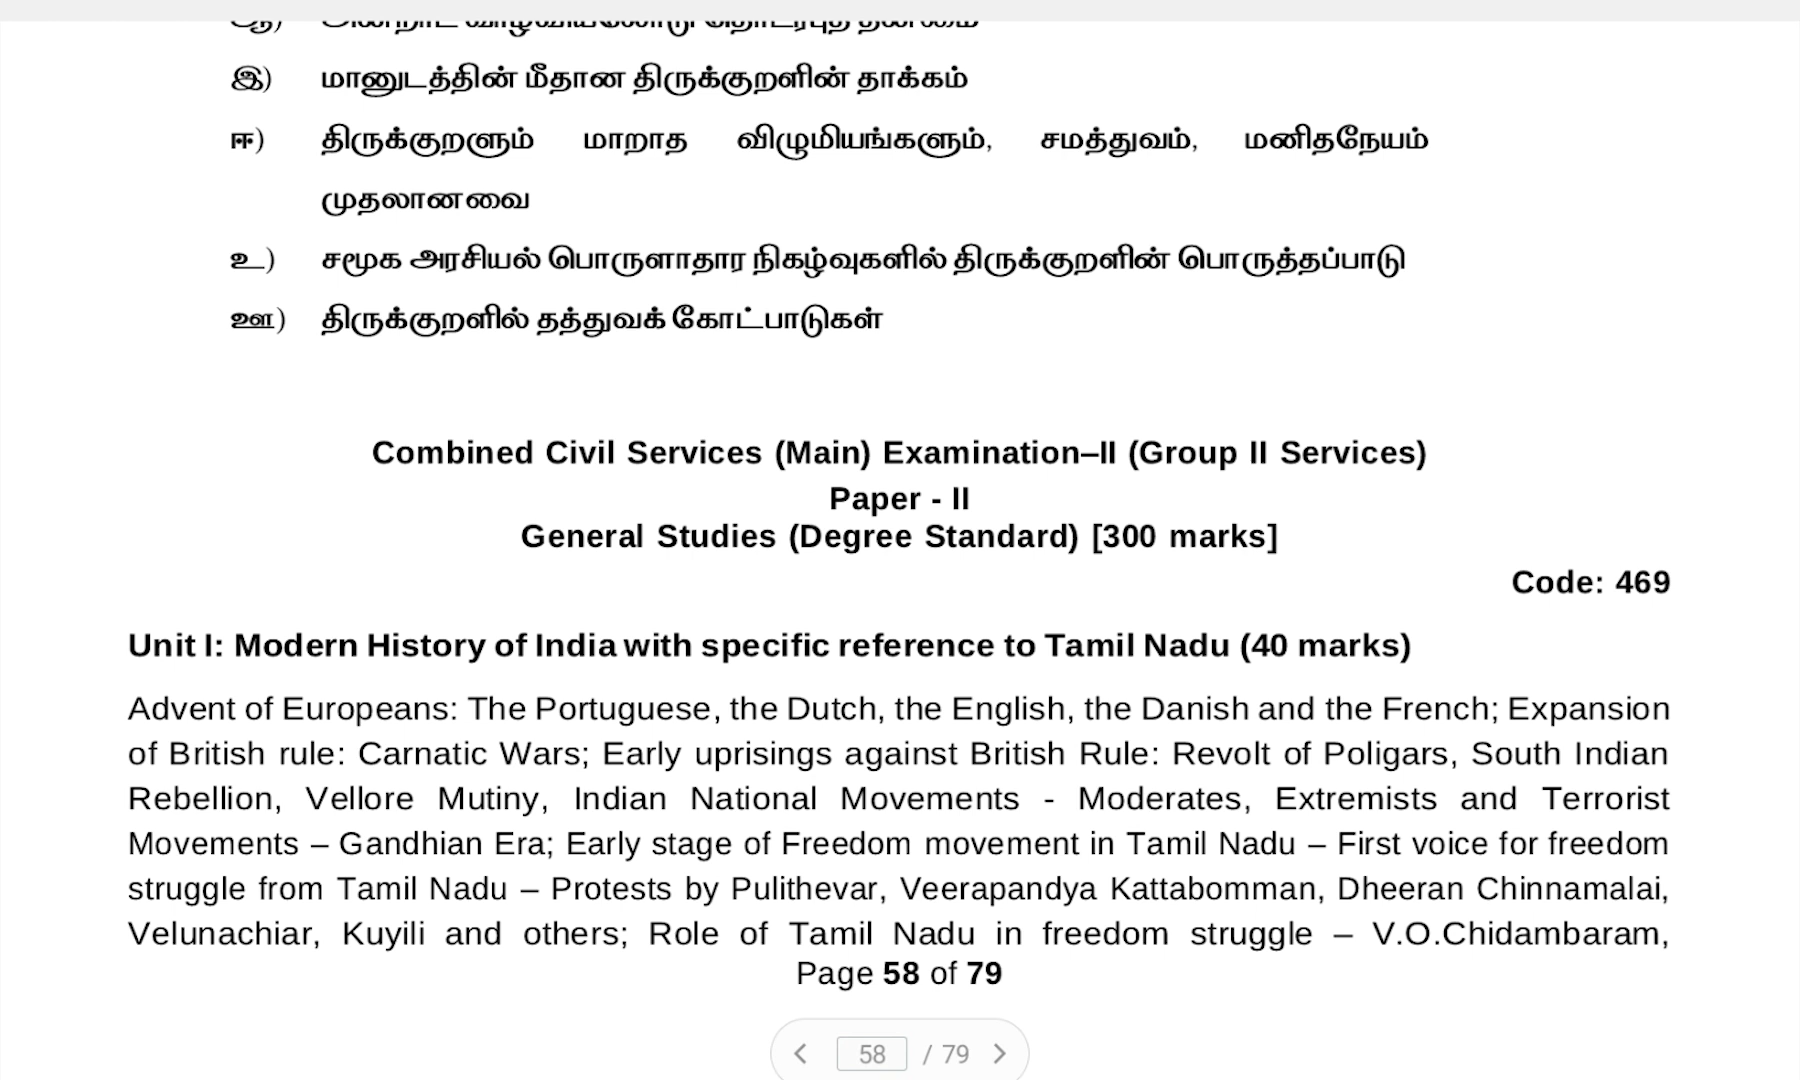 ஆ) அன்றாட வாழ்வியலோடு தொடர்புத் தன்மை
இ) மானுடத்தின் மீதான திருக்குறளின் தாக்கம்
ஈ) திருக்குறளும் மாறாத விழுமியங்களும், சமத்துவம், மனிதநேயம்
முதலானவை
உ) சமூக அரசியல் பொருளாதார நிகழ்வுகளில் திருக்குறளின் பொருத்தப்பாடு
ஊ) திருக்குறளில் தத்துவக் கோட்பாடுகள்
Combined Civil Services (Main) Examination–II (Group II Services)
Paper - II
General Studies (Degree Standard) [300 marks]
Code: 469
Unit I: Modern History of India with specific reference to Tamil Nadu (40 marks)
Advent of Europeans: The Portuguese, the Dutch, the English, the Danish and the French; Expansion
of British rule: Carnatic Wars; Early uprisings against British Rule: Revolt of Poligars, South Indian
Rebellion, Vellore Mutiny, Indian National Movements - Moderates, Extremists and Terrorist
Movements – Gandhian Era; Early stage of Freedom movement in Tamil Nadu – First voice for freedom
struggle from Tamil Nadu – Protests by Pulithevar, Veerapandya Kattabomman, Dheeran Chinnamalai,
Velunachiar, Kuyili and others; Role of Tamil Nadu in freedom struggle – V.O.Chidambaram,
Page 58 of 79
58 / 79